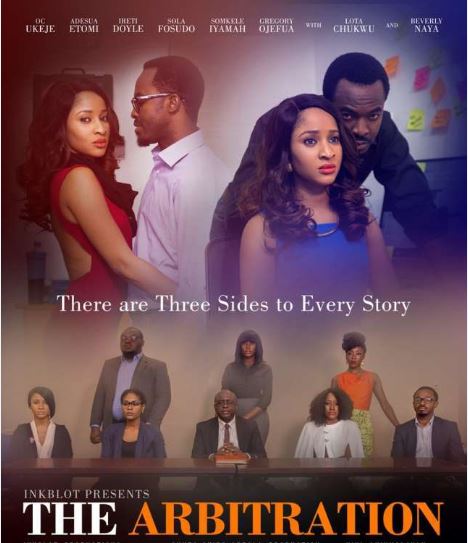 OC UKEJE ADESUA ETOMI IRETI DOYLE SOLA FOSUDO SOMKELE IYAMAH GREGORY OJEFUA WITH LOTA CHUKWU AND BEVERLY NAYA
There are Three Sides to Every Story
INKBLOT PRESENTS
THE ARBITRATION